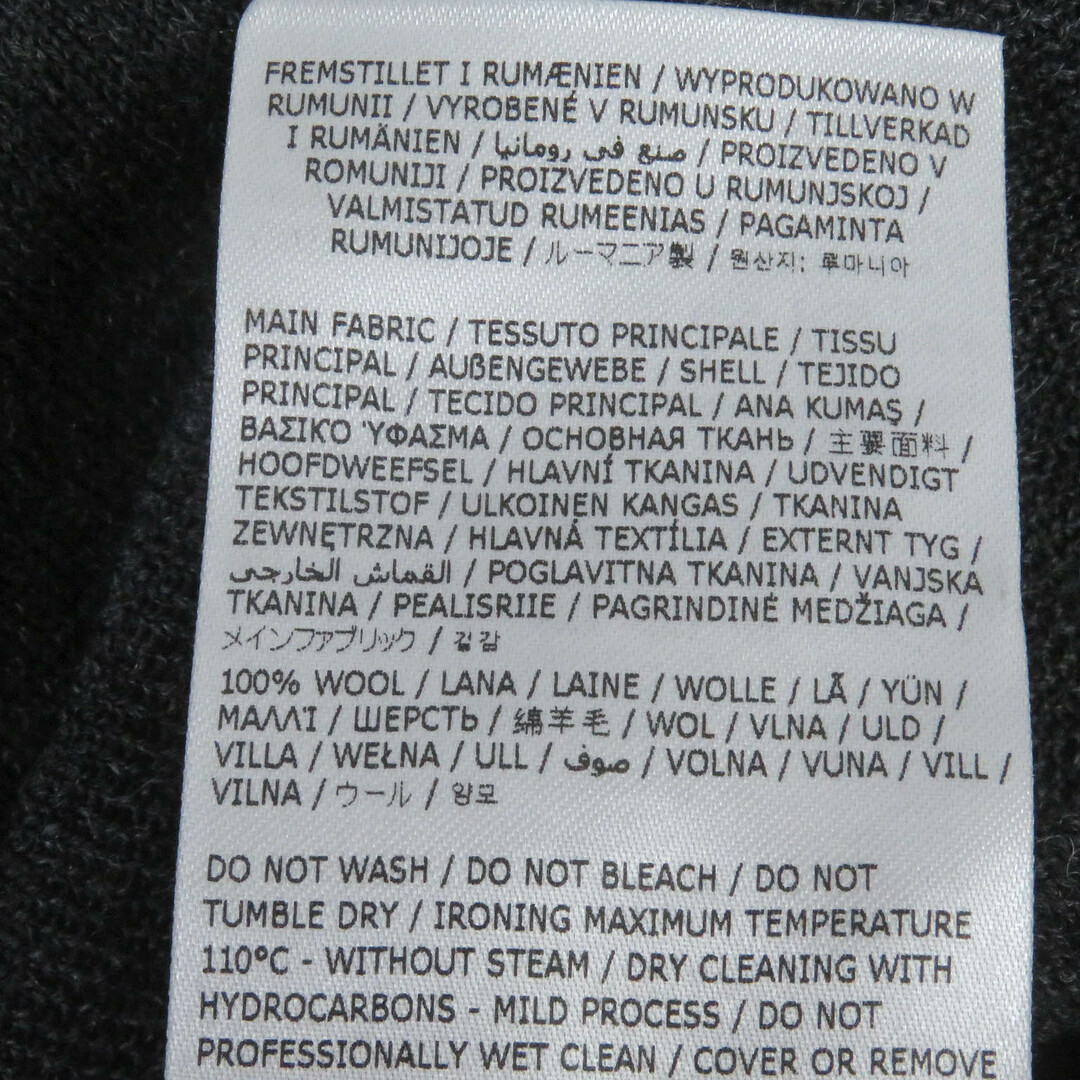 FREMSTILLET I RUMÆNIEN / WYPRODUKOWANO W
RUMUNII / VYROBENÉ V RUMUNSKU / TILLVERKAD
I RUMÄNIEN / صنع في رومانيا / PROIZVEDENO V
ROMUNIJI / PROIZVEDENO U RUMUNJSKOJ /
VALMISTATUD RUMEENIAS / PAGAMINTA
RUMUNIJOJE / ルーマニア製 / 원산지: 루마니아
MAIN FABRIC / TESSUTO PRINCIPALE / TISSU
PRINCIPAL / AUßENGEWEBE / SHELL / TEJIDO
PRINCIPAL / TECIDO PRINCIPAL / ANA KUMAŞ /
ΒΑΣΙΚΌ ΎΦΑΣΜΑ / ОСНОВНАЯ ТКАНЬ / 主要面料 /
HOOFDWEEFSEL / HLAVNÍ TKANINA / UDVENDIGT
TEKSTILSTOF / ULKOINEN KANGAS / TKANINA
ZEWNĘTRZNA / HLAVNÁ TEXTÍLIA / EXTERNT TYG /
القماش الخارجي / POGLAVITNA TKANINA / VANJSKA
TKANINA / PEALISRIIE / PAGRINDINĖ MEDŽIAGA /
メインファブリック / 겉감
100% WOOL / LANA / LAINE / WOLLE / LÃ / YÜN /
ΜΑΛΛΊ / ШЕРСТЬ / 绵羊毛 / WOL / VLNA / ULD /
VILLA / WEŁNA / ULL / صوف / VOLNA / VUNA / VILL /
VILNA / ウール / 양모
DO NOT WASH / DO NOT BLEACH / DO NOT
TUMBLE DRY / IRONING MAXIMUM TEMPERATURE
110°C - WITHOUT STEAM / DRY CLEANING WITH
HYDROCARBONS - MILD PROCESS / DO NOT
PROFESSIONALLY WET CLEAN / COVER OR REMOVE